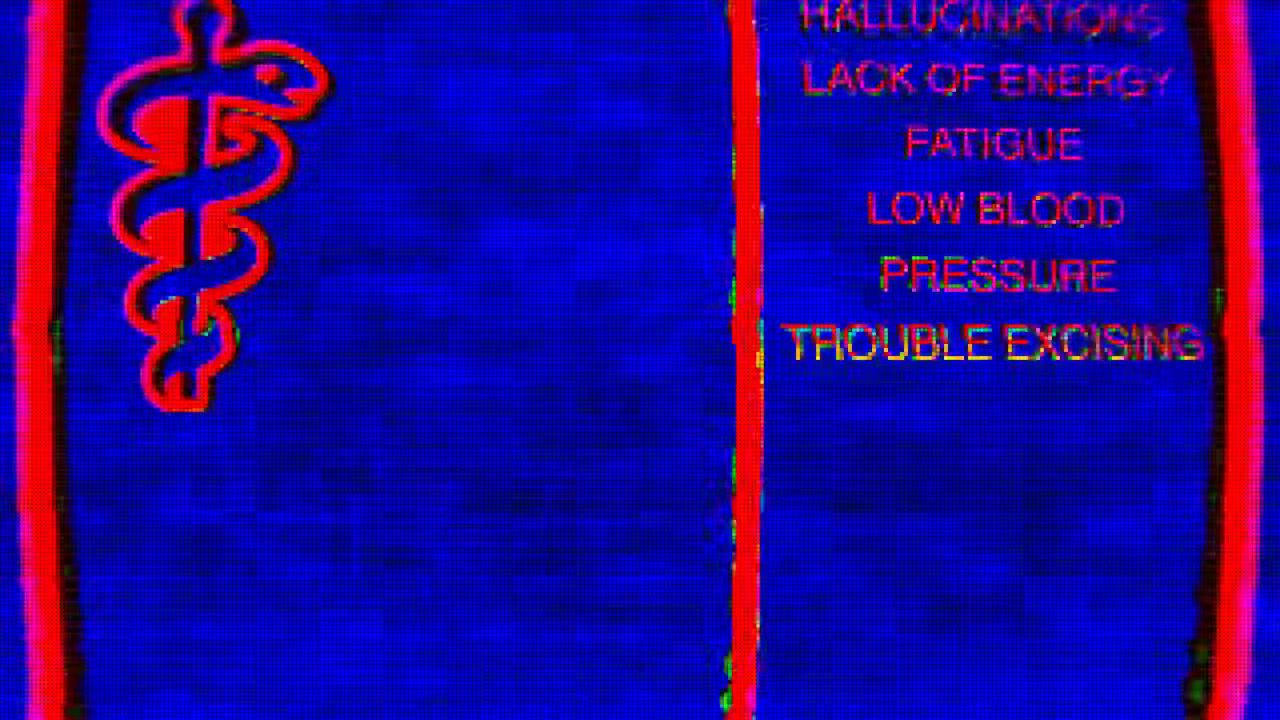 HALLUCINATIONS
LACK OF ENERGY
FATIGUE
LOW BLOOD
PRESSURE
TROUBLE EXCISING